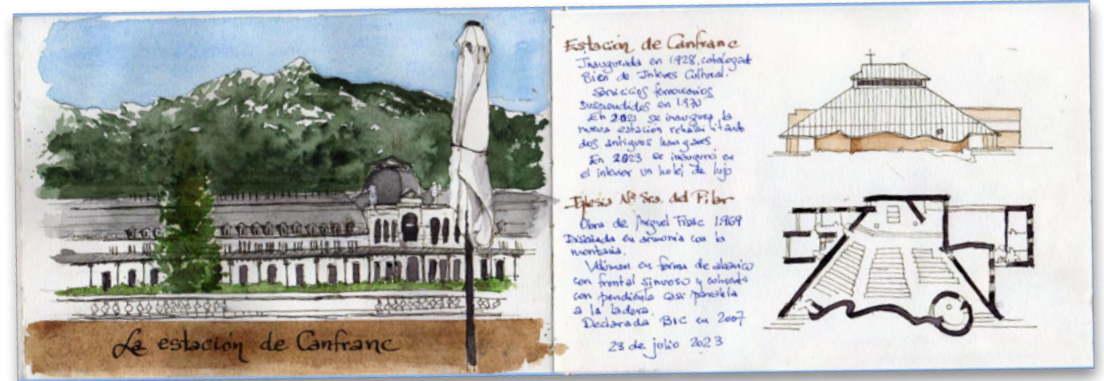 La estación de Canfranc
Estación de Canfranc
Inaugurada en 1928, catalogada
Bien de Interes Cultural.
Servicios ferroviarios
suspendidos en 1970
En 2021 se inaugura la
nueva estacion rehabilitando
dos antiguos hangares
En 2023 se inauguró en
el interior un hotel de lujo
Iglesia Nª Sra. del Pilar
Obra de Miguel Fisac 1969
Diseñada en armonía con la
montaña.
Volumen en forma de abanico
con frontal sinuoso y cubierta
con pendiente casi paralela
a la ladera.
Declarada BIC en 2007
23 de julio 2023